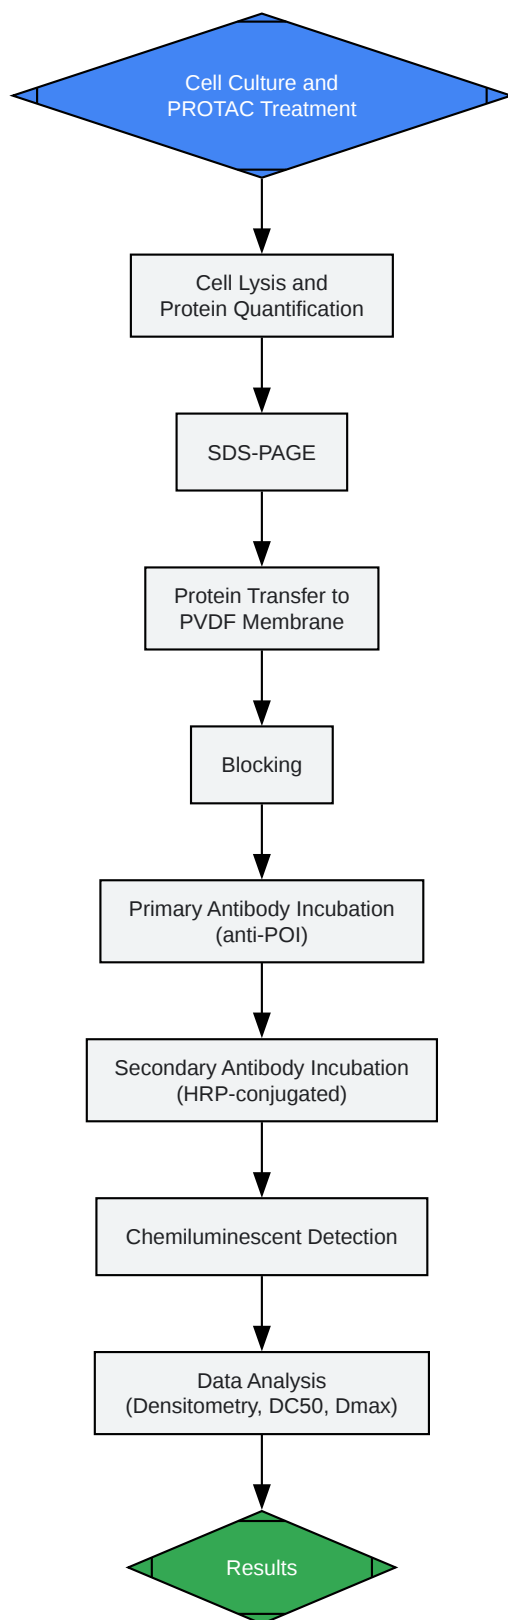 Cell Culture and
PROTAC Treatment
Cell Lysis and
Protein Quantification
SDS-PAGE
Protein Transfer to
PVDF Membrane
Blocking
Primary Antibody Incubation
(anti-POI)
Secondary Antibody Incubation
(HRP-conjugated)
Chemiluminescent Detection
Data Analysis
(Densitometry, DC50, Dmax)
Results